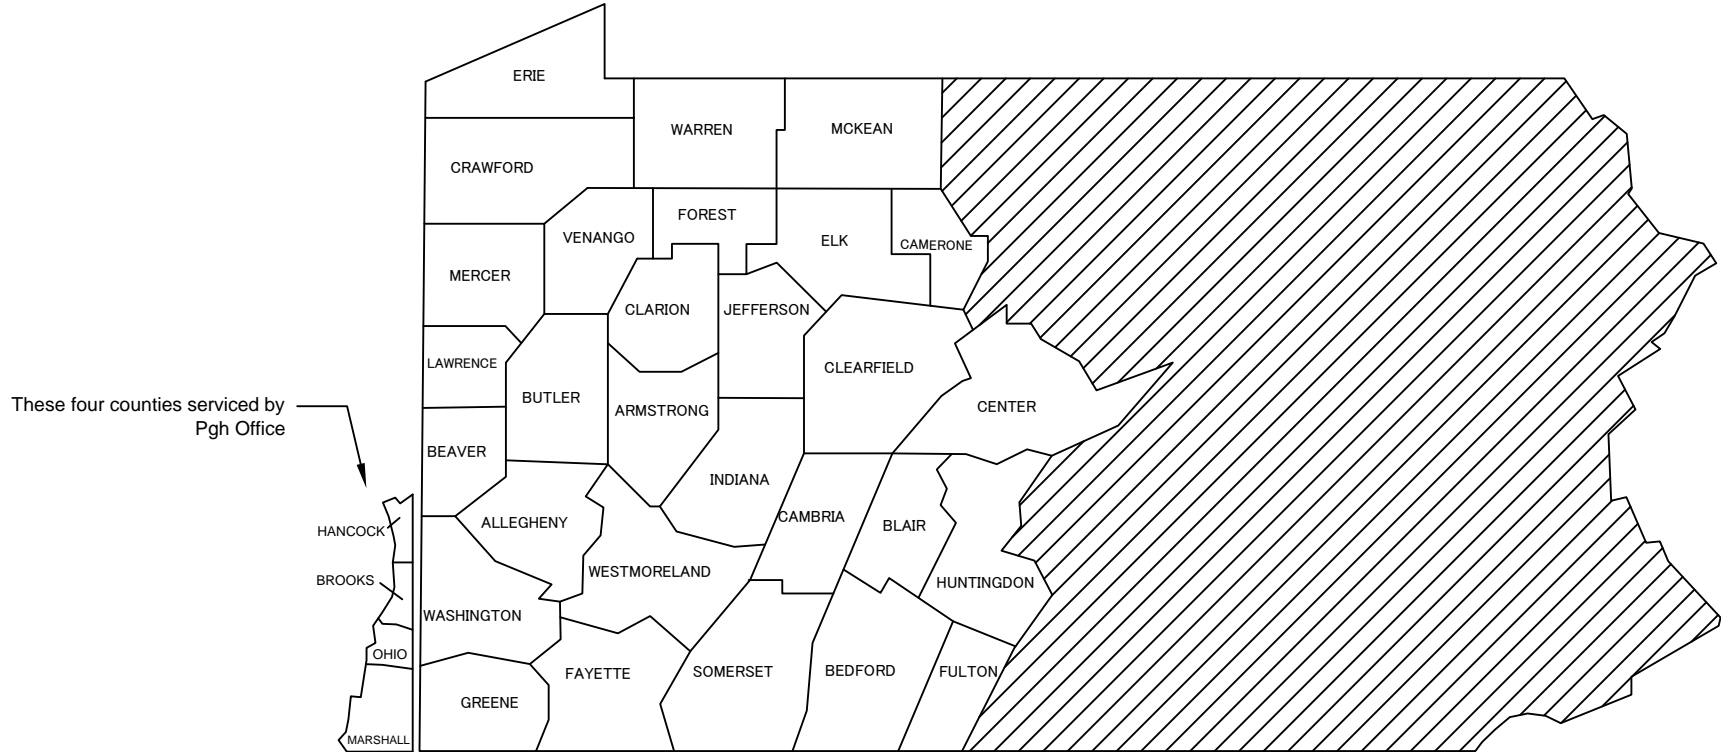 ERIE
WARREN
MCKEAN
CRAWFORD
FOREST
VENANGO
ELK
CAMERONE
MERCER
CLARION
JEFFERSON
LAWRENCE
CLEARFIELD
BUTLER
ARMSTRONG
CENTER
These four counties serviced by
Pgh Office
BEAVER
INDIANA
ALLEGHENY
CAMBRIA
BLAIR
HANCOCK
BROOKS
WESTMORELAND
HUNTINGDON
WASHINGTON
OHIO
FAYETTE
SOMERSET
BEDFORD
FULTON
GREENE
MARSHALL